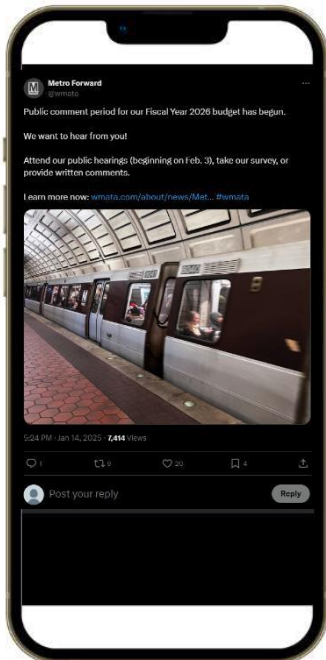 Metro Forward
@wmata
Public comment period for our Fiscal Year 2026 budget has begun.
We want to hear from you!
Attend our public hearings (beginning on Feb. 3), take our survey, or
provide written comments.
Learn more now: wmata.com/about/news/Met... #wmata
5:24 PM · Jan 14, 2025 · 7,414 Views
1 9 20 4
Post your reply
Reply